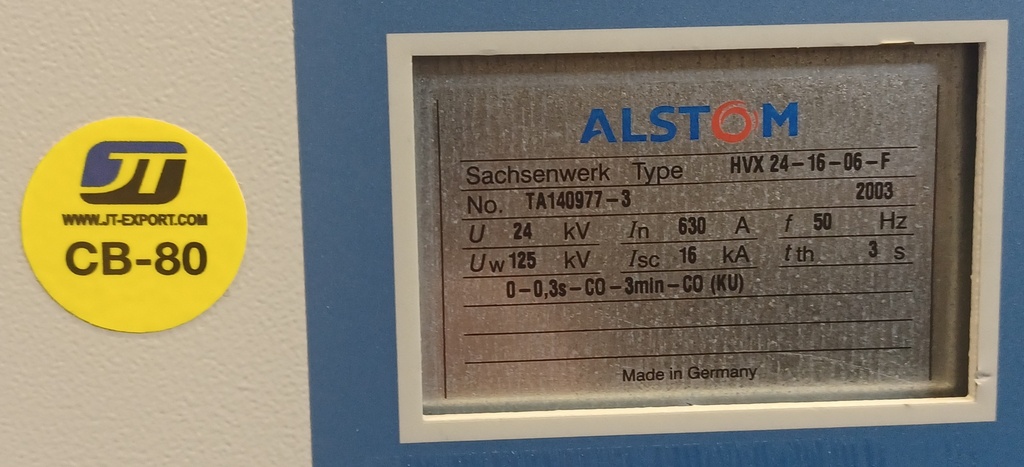 JT
WWW.JT-EXPORT.COM
CB-80
ALSTOM
Sachsenwerk Type HVX 24-16-06-F
No. TA140977-3 2003
U 24 kV In 630 A f 50 Hz
Uw 125 kV Isc 16 kA t th 3 s
0-0,3s-CO-3min-CO (KU)
Made in Germany